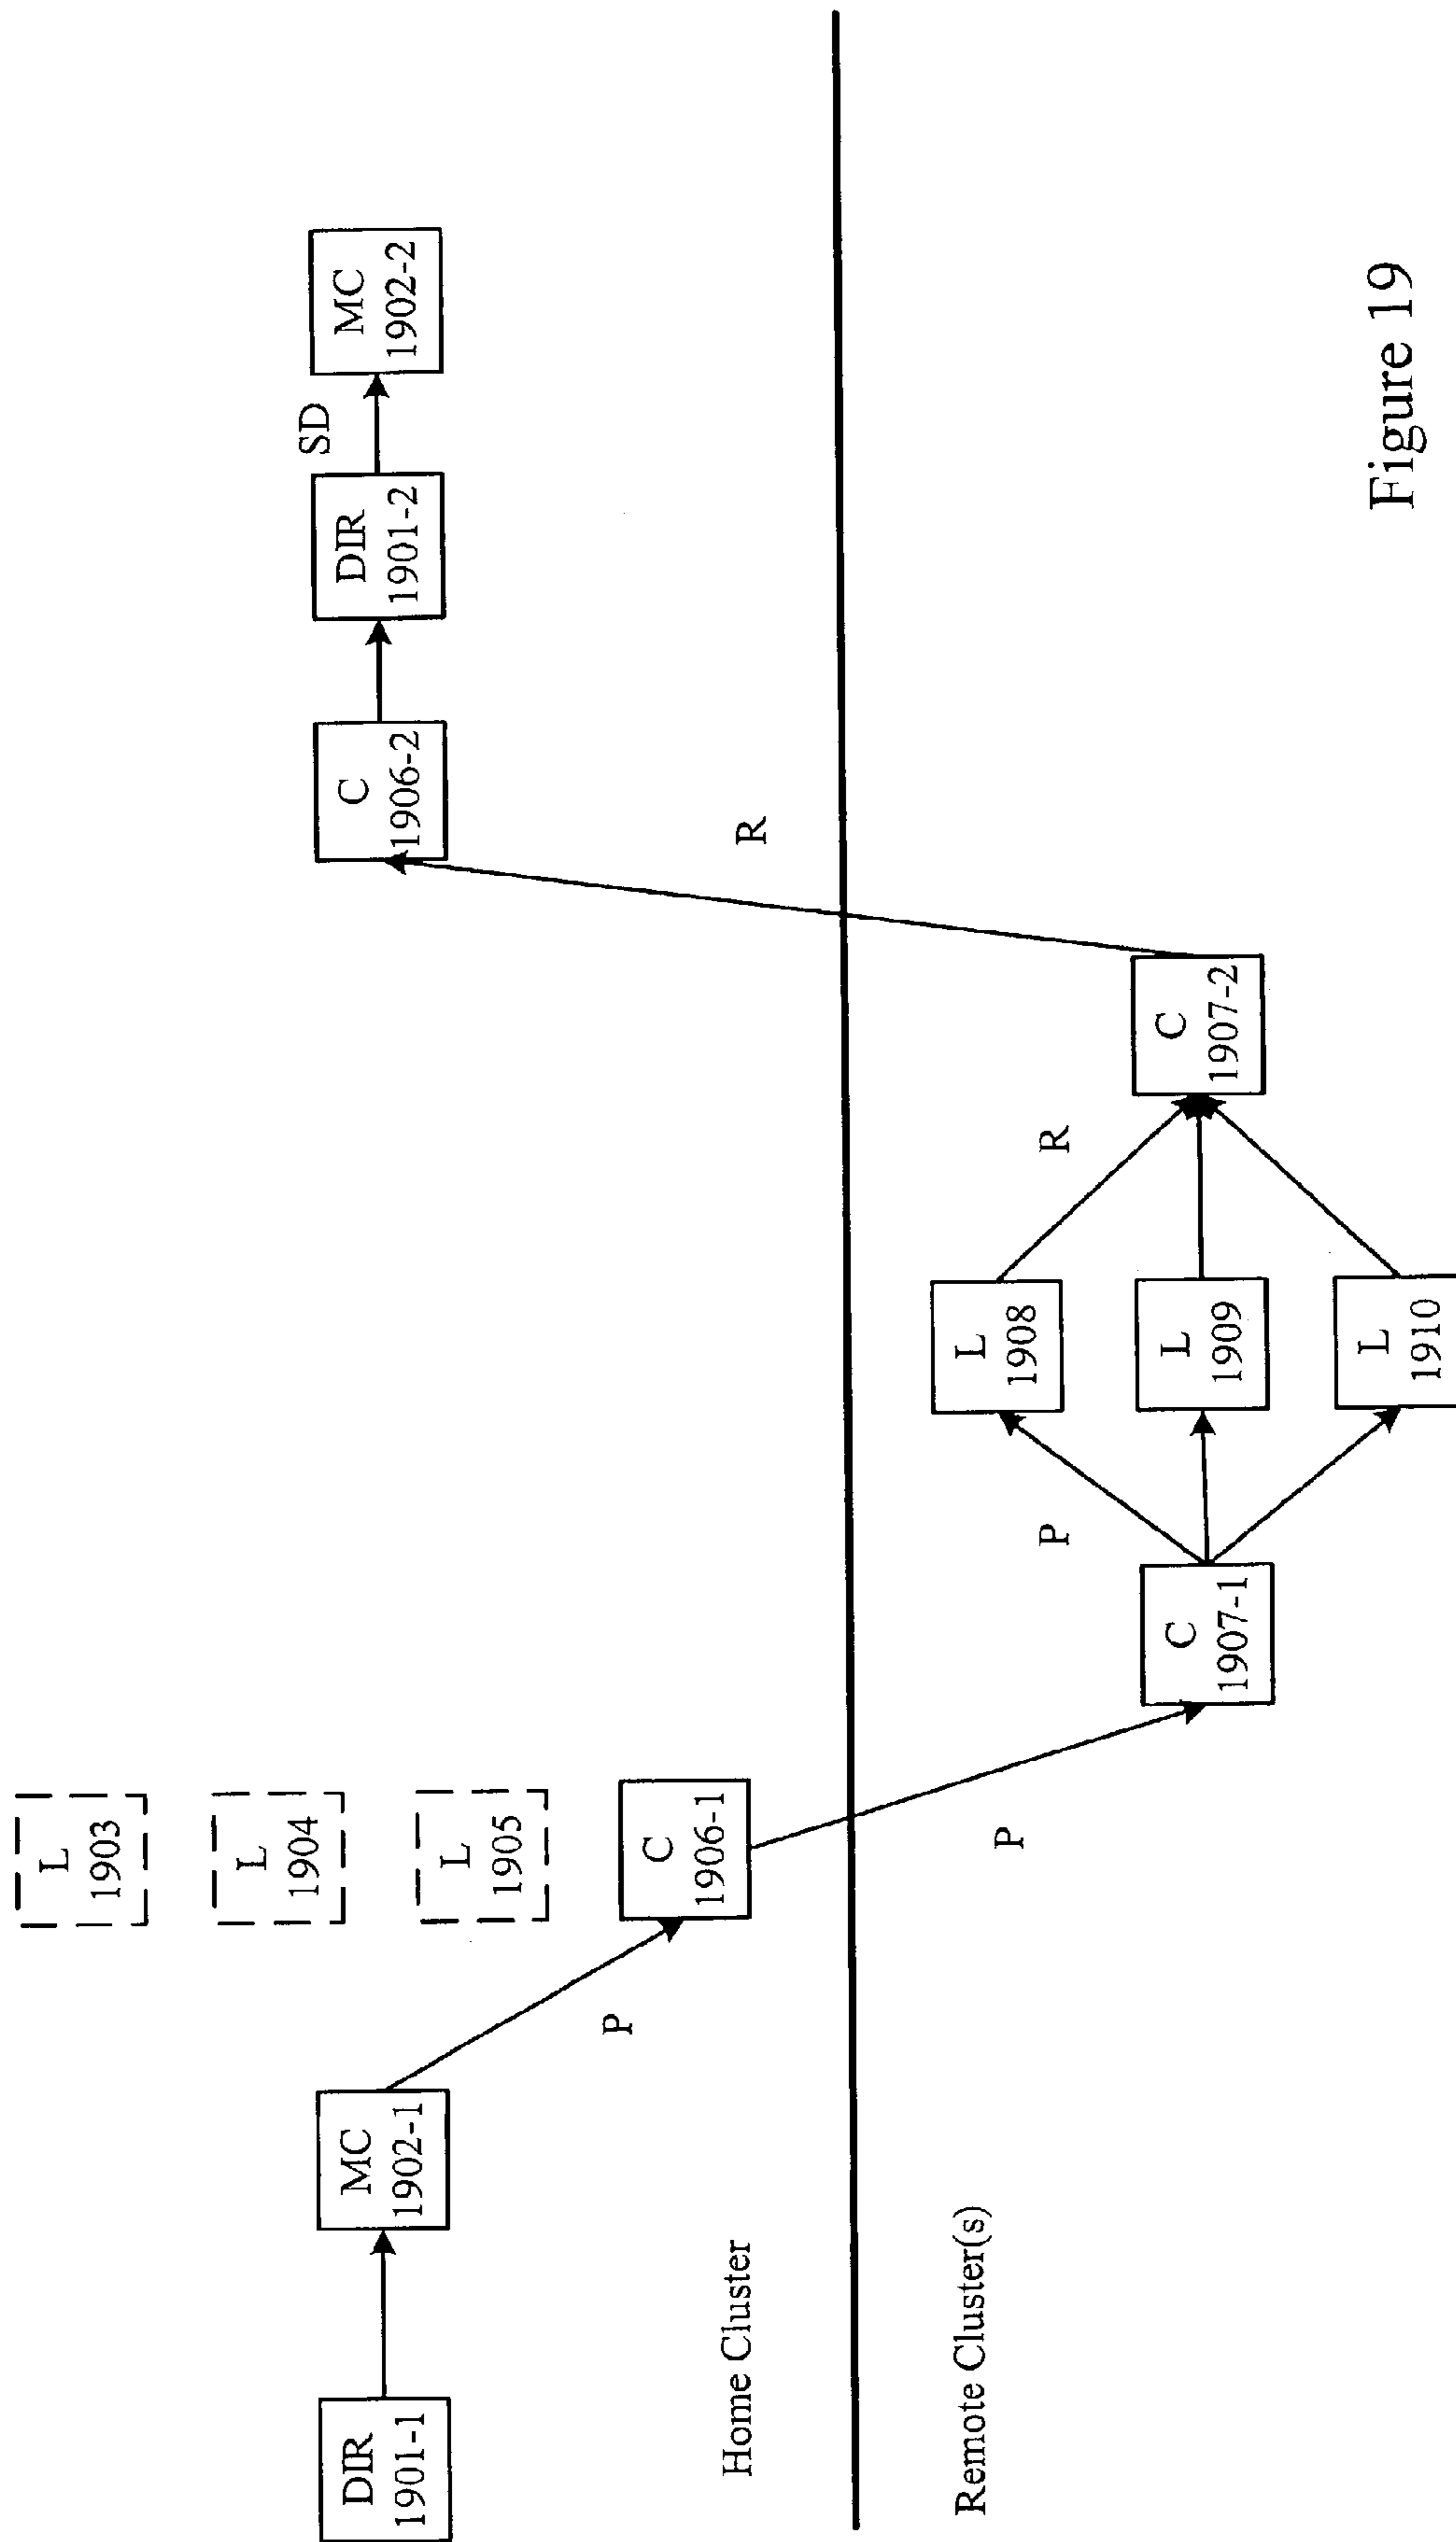 L
1903
L
1904
L
1905
DIR
1901-1
MC
1902-1
P
C
1906-1
C
1906-2
DIR
1901-2
SD
MC
1902-2
Home Cluster
R
Remote Cluster(s)
P
C
1907-1
P
L
1908
L
1909
L
1910
R
C
1907-2
Figure 19